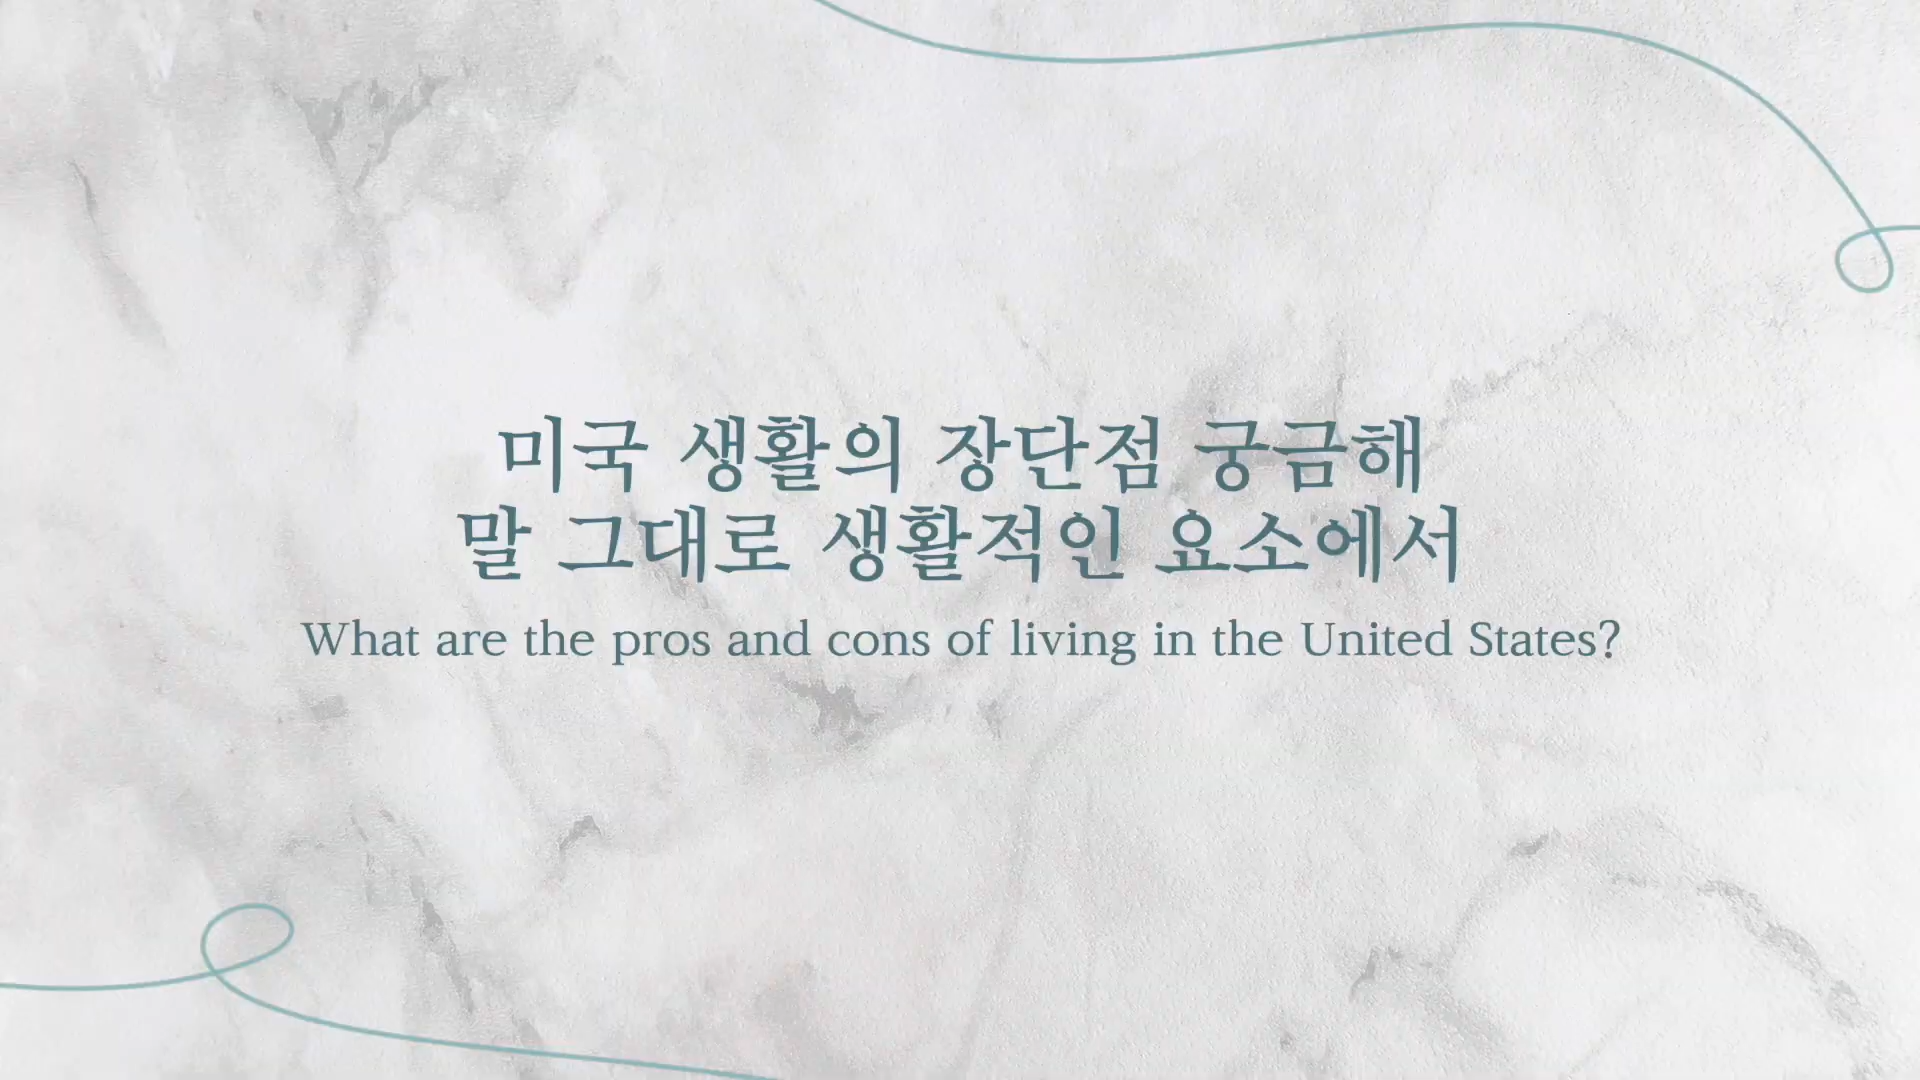 미국 생활의 장단점 궁금해
말 그대로 생활적인 요소에서
What are the pros and cons of living in the United States?